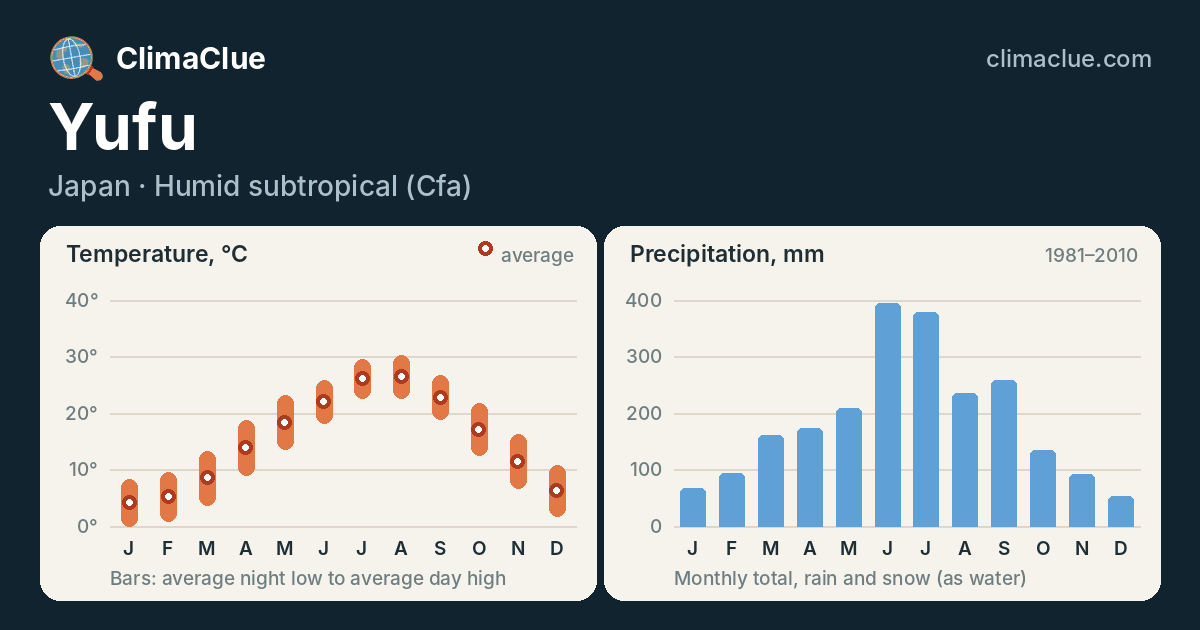 ClimaClue
climaclue.com
Yufu
Japan · Humid subtropical (Cfa)
Temperature, °C
average
40°
30°
20°
10°
0°
J F M A M J J A S O N D
Bars: average night low to average day high
Precipitation, mm
1981–2010
400
300
200
100
0
J F M A M J J A S O N D
Monthly total, rain and snow (as water)